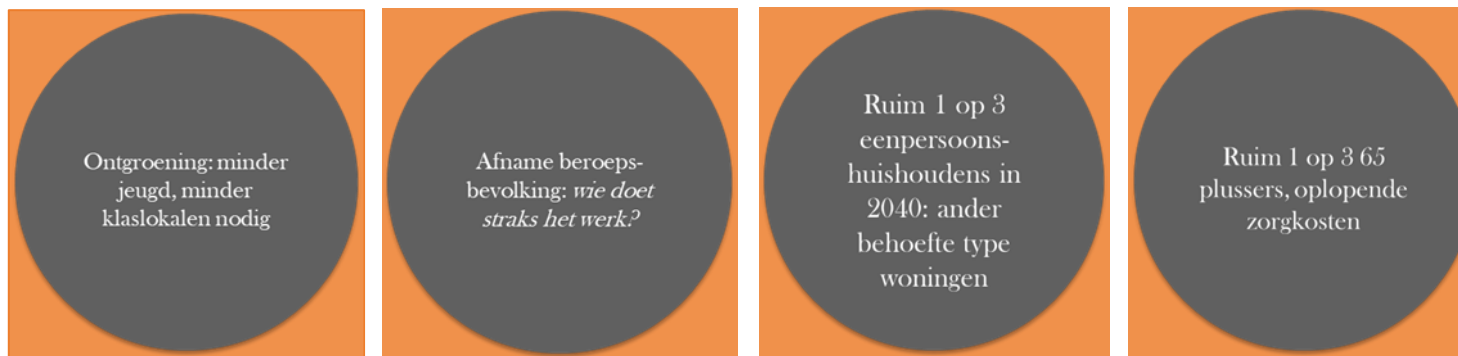 Ontgroening: minder
jeugd, minder
klaslokalen nodig
Afname beroeps-
bevolking: wie doet
straks het werk?
Ruim 1 op 3
eenpersoons-
huishoudens in
2040: ander
behoefte type
woningen
Ruim 1 op 3 65
plussers, oplopende
zorgkosten